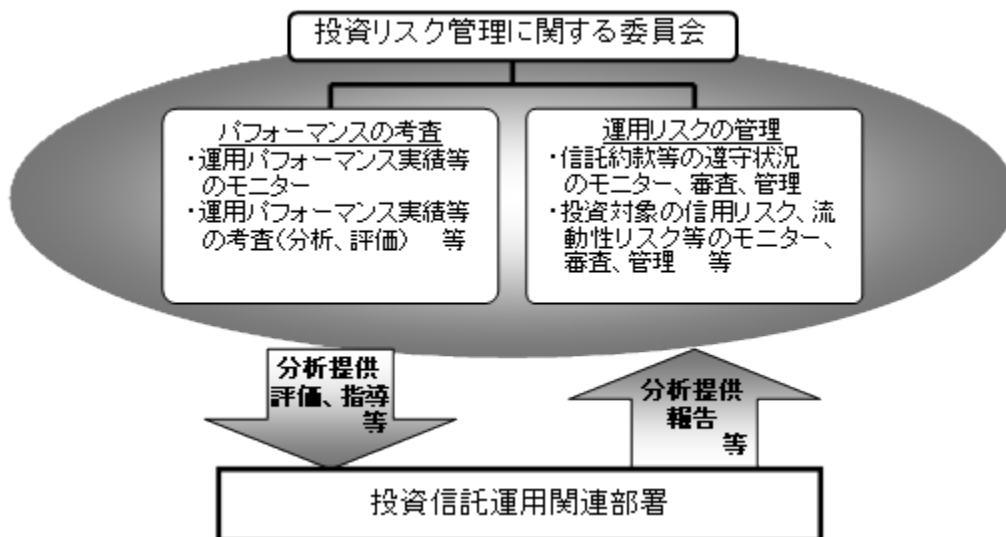 投資リスク管理に関する委員会
パフォーマンスの考査
・運用パフォーマンス実績等
のモニター
・運用パフォーマンス実績等
の考査(分析、評価)　等
運用リスクの管理
・信託約款等の遵守状況
のモニター、審査、管理
・投資対象の信用リスク、流
動性リスク等のモニター、
審査、管理　等
分析提供
評価、指導
等
分析提供
報告
等
投資信託運用関連部署